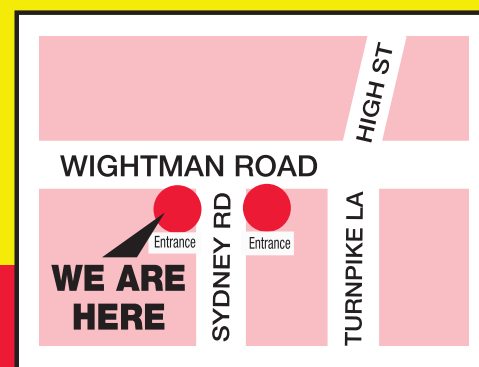 HIGH ST
WIGHTMAN ROAD
Entrance
SYDNEY RD
Entrance
TURNPIKE LA
WE ARE
HERE